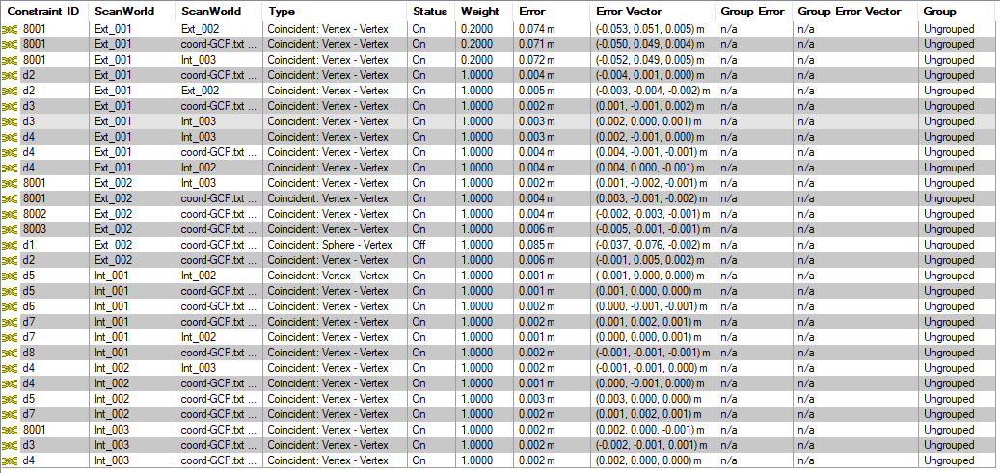 Constraint ID ScanWorld ScanWorld Type Status Weight Error Error Vector Group Error Group Error Vector Group
8001 Ext_001 Ext_002 Coincident: Vertex - Vertex On 0.2000 0.074 m (-0.053, 0.051, 0.005) m n/a n/a Ungrouped
8001 Ext_001 coord-GCP.txt ... Coincident: Vertex - Vertex On 0.2000 0.071 m (-0.050, 0.049, 0.004) m n/a n/a Ungrouped
8001 Ext_001 Int_003 Coincident: Vertex - Vertex On 0.2000 0.072 m (-0.052, 0.049, 0.005) m n/a n/a Ungrouped
d2 Ext_001 coord-GCP.txt ... Coincident: Vertex - Vertex On 1.0000 0.004 m (-0.004, 0.001, 0.000) m n/a n/a Ungrouped
d2 Ext_001 Ext_002 Coincident: Vertex - Vertex On 1.0000 0.005 m (-0.003, -0.004, -0.002) m n/a n/a Ungrouped
d3 Ext_001 coord-GCP.txt ... Coincident: Vertex - Vertex On 1.0000 0.002 m (0.001, -0.001, 0.002) m n/a n/a Ungrouped
d3 Ext_001 Int_003 Coincident: Vertex - Vertex On 1.0000 0.003 m (0.002, 0.000, 0.001) m n/a n/a Ungrouped
d4 Ext_001 Int_003 Coincident: Vertex - Vertex On 1.0000 0.003 m (0.002, -0.001, 0.000) m n/a n/a Ungrouped
d4 Ext_001 coord-GCP.txt ... Coincident: Vertex - Vertex On 1.0000 0.004 m (0.004, -0.001, -0.001) m n/a n/a Ungrouped
d4 Ext_001 Int_002 Coincident: Vertex - Vertex On 1.0000 0.004 m (0.004, 0.000, -0.001) m n/a n/a Ungrouped
8001 Ext_002 Int_003 Coincident: Vertex - Vertex On 1.0000 0.002 m (0.001, -0.002, -0.001) m n/a n/a Ungrouped
8001 Ext_002 coord-GCP.txt ... Coincident: Vertex - Vertex On 1.0000 0.004 m (0.003, -0.001, -0.002) m n/a n/a Ungrouped
8002 Ext_002 coord-GCP.txt ... Coincident: Vertex - Vertex On 1.0000 0.004 m (-0.002, -0.003, -0.001) m n/a n/a Ungrouped
8003 Ext_002 coord-GCP.txt ... Coincident: Vertex - Vertex On 1.0000 0.006 m (-0.005, -0.001, -0.001) m n/a n/a Ungrouped
d1 Ext_002 coord-GCP.txt ... Coincident: Sphere - Vertex Off 1.0000 0.085 m (-0.037, -0.076, -0.002) m n/a n/a Ungrouped
d2 Ext_002 coord-GCP.txt ... Coincident: Vertex - Vertex On 1.0000 0.006 m (-0.001, 0.005, 0.002) m n/a n/a Ungrouped
d5 Int_001 Int_002 Coincident: Vertex - Vertex On 1.0000 0.001 m (-0.001, 0.000, 0.000) m n/a n/a Ungrouped
d5 Int_001 coord-GCP.txt ... Coincident: Vertex - Vertex On 1.0000 0.001 m (0.001, 0.000, 0.000) m n/a n/a Ungrouped
d6 Int_001 coord-GCP.txt ... Coincident: Vertex - Vertex On 1.0000 0.002 m (0.000, -0.001, -0.001) m n/a n/a Ungrouped
d7 Int_001 coord-GCP.txt ... Coincident: Vertex - Vertex On 1.0000 0.002 m (0.001, 0.002, 0.001) m n/a n/a Ungrouped
d7 Int_001 Int_002 Coincident: Vertex - Vertex On 1.0000 0.001 m (0.000, 0.000, 0.001) m n/a n/a Ungrouped
d8 Int_001 coord-GCP.txt ... Coincident: Vertex - Vertex On 1.0000 0.002 m (-0.001, -0.001, -0.001) m n/a n/a Ungrouped
d4 Int_002 Int_003 Coincident: Vertex - Vertex On 1.0000 0.002 m (-0.001, -0.001, 0.000) m n/a n/a Ungrouped
d4 Int_002 coord-GCP.txt ... Coincident: Vertex - Vertex On 1.0000 0.001 m (0.000, -0.001, 0.000) m n/a n/a Ungrouped
d5 Int_002 coord-GCP.txt ... Coincident: Vertex - Vertex On 1.0000 0.003 m (0.003, 0.000, 0.000) m n/a n/a Ungrouped
d7 Int_002 coord-GCP.txt ... Coincident: Vertex - Vertex On 1.0000 0.002 m (0.001, 0.002, 0.001) m n/a n/a Ungrouped
8001 Int_003 coord-GCP.txt ... Coincident: Vertex - Vertex On 1.0000 0.002 m (0.002, 0.000, -0.001) m n/a n/a Ungrouped
d3 Int_003 coord-GCP.txt ... Coincident: Vertex - Vertex On 1.0000 0.002 m (-0.002, -0.001, 0.001) m n/a n/a Ungrouped
d4 Int_003 coord-GCP.txt ... Coincident: Vertex - Vertex On 1.0000 0.002 m (0.002, 0.000, 0.000) m n/a n/a Ungrouped